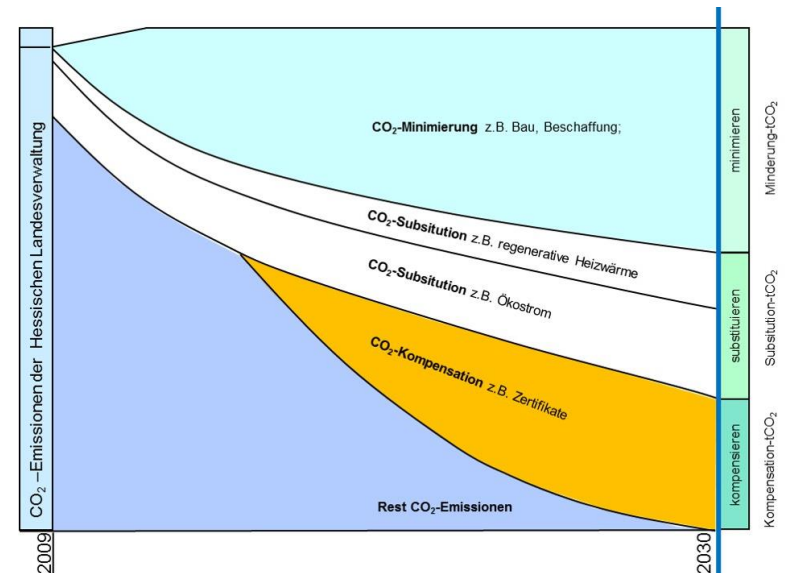 CO₂ –Emissionen der Hessischen Landesverwaltung
CO₂-Minimierung z.B. Bau, Beschaffung;
CO₂-Subsitution z.B. regenerative Heizwärme
CO₂-Subsitution z.B. Ökostrom
CO₂-Kompensation z.B. Zertifikate
Rest CO₂-Emissionen
minimieren
substituieren
kompensieren
Minderung-tCO₂
Subsitution-tCO₂
Kompensation-tCO₂
2009
2030